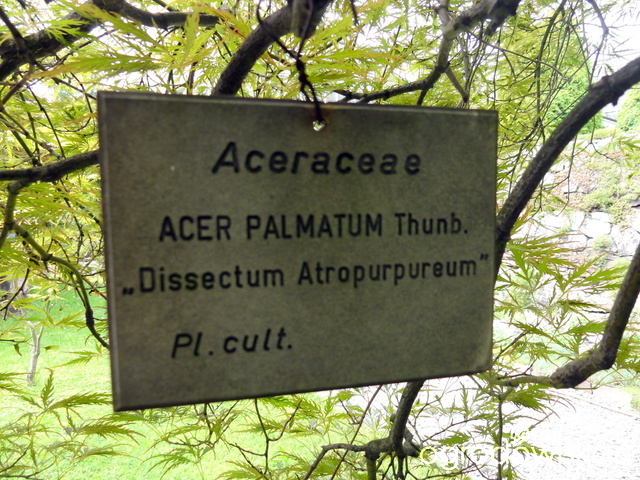 Aceraceae
ACER PALMATUM Thunb.
„Dissectum Atropurpureum"
Pl. cult.